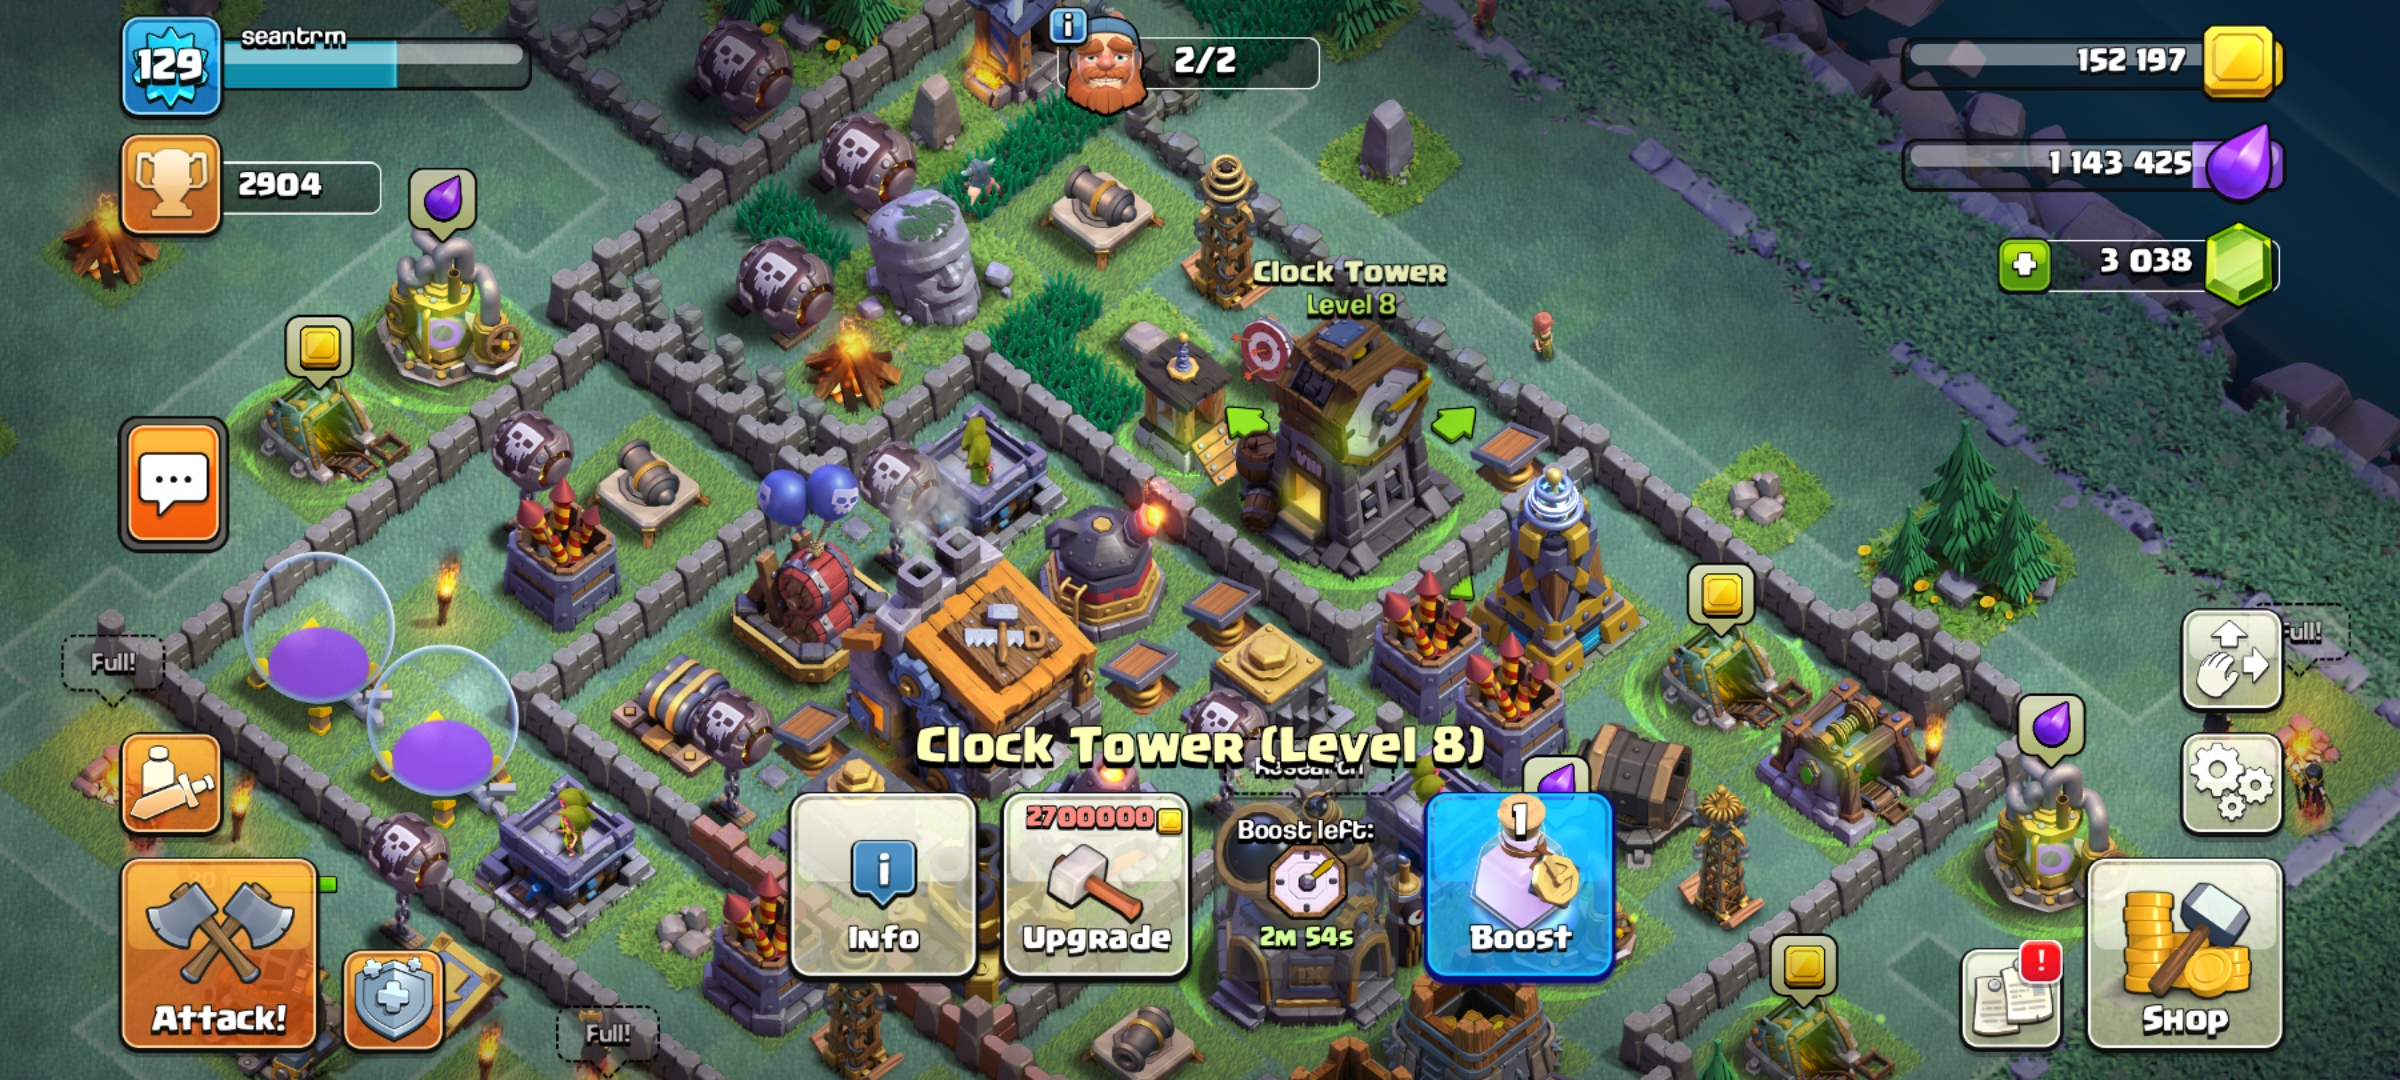 129
seantrm
2/2
152 197
2904
1 143 425
3 038
Clock Tower
Level 8
Full!
Full!
Clock Tower (Level 8)
Research
2700000
Boost left:
1
Info
Upgrade
2M 54s
Boost
Attack!
Full!
!
Shop